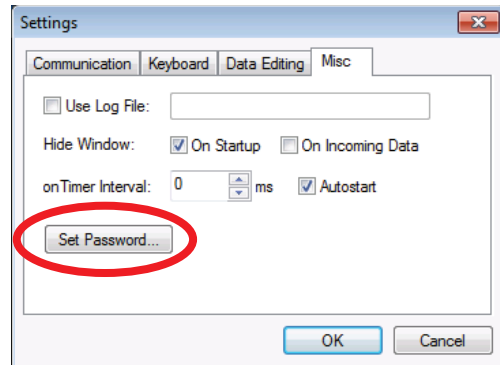 Settings
Communication Keyboard Data Editing Misc
Use Log File:
Hide Window: On Startup On Incoming Data
onTimer Interval: 0 ms Autostart
Set Password...
OK Cancel